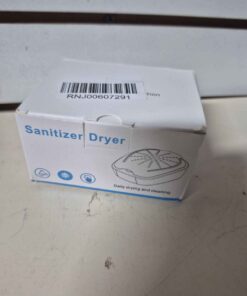 RNJ00607291
Sanitizer Dryer
Daily drying and cleaning